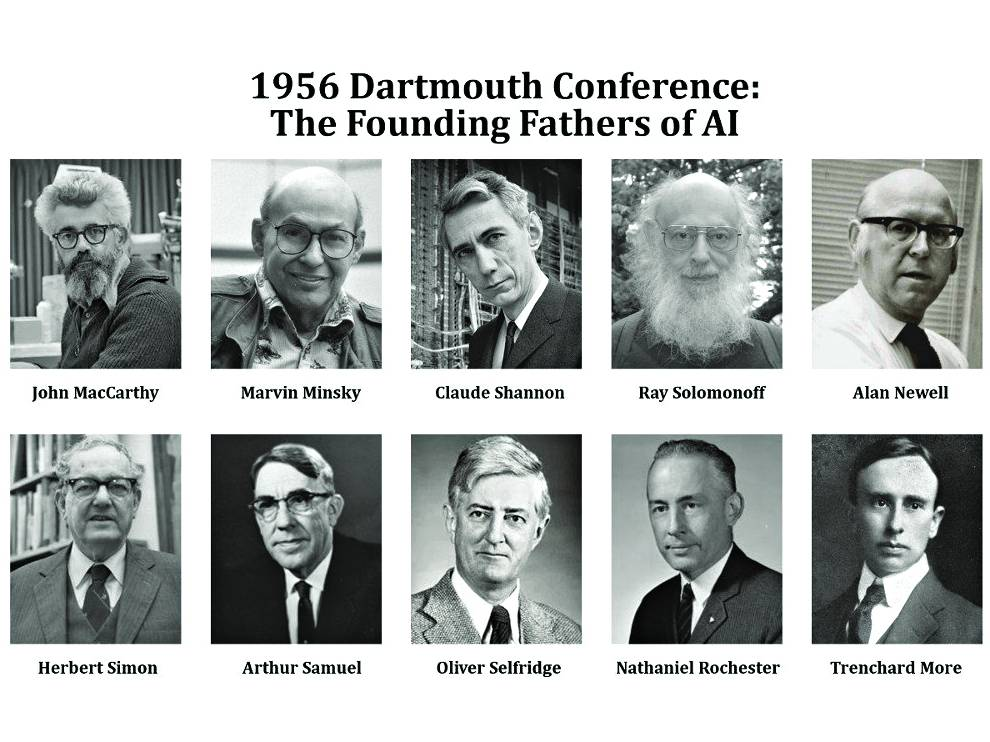 1956 Dartmouth Conference:
The Founding Fathers of AI
John MacCarthy
Marvin Minsky
Claude Shannon
Ray Solomonoff
Alan Newell
Herbert Simon
Arthur Samuel
Oliver Selfridge
Nathaniel Rochester
Trenchard More